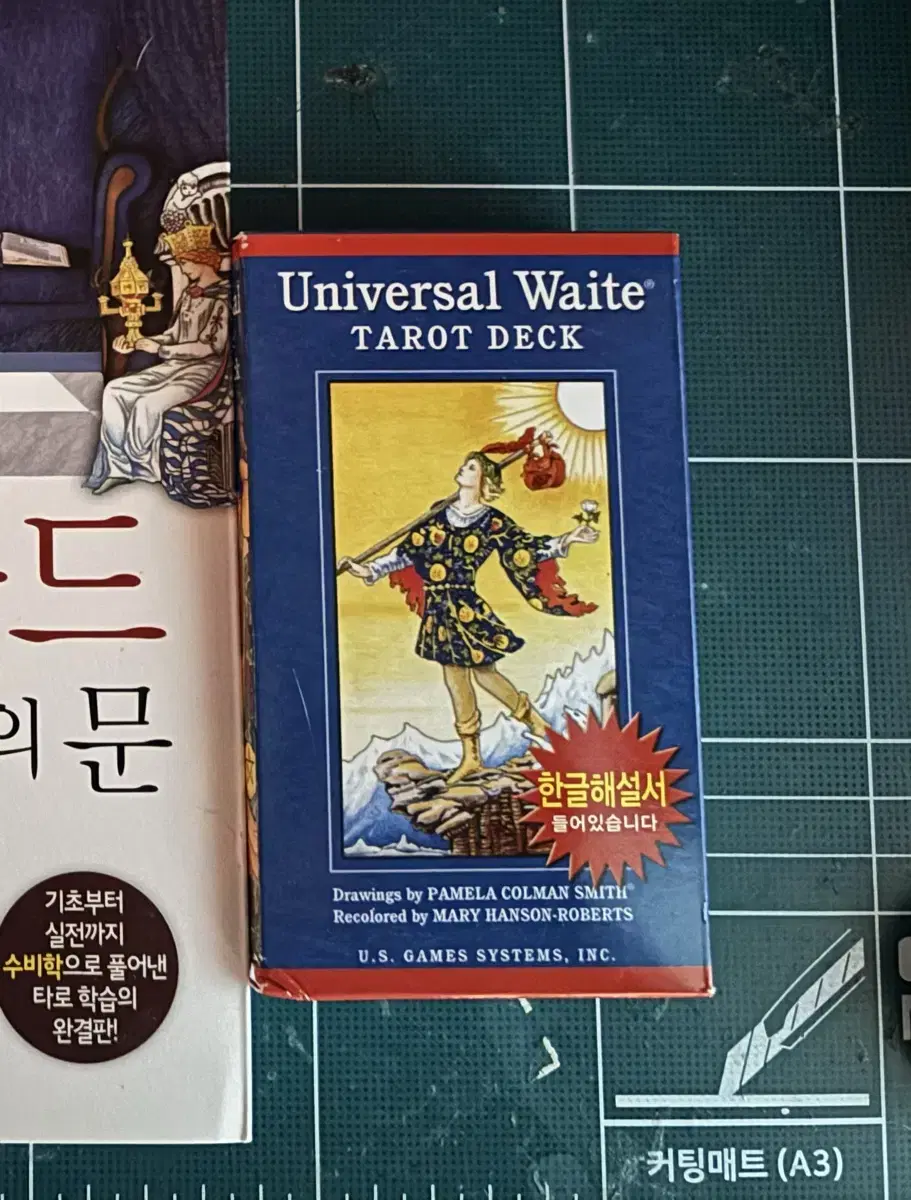 Universal Waite®
TAROT DECK
한글해설서
들어있습니다
Drawings by PAMELA COLMAN SMITH®
Recolored by MARY HANSON-ROBERTS
U.S. GAMES SYSTEMS, INC.
드
의 문
기초부터
실전까지
수비학으로 풀어낸
타로 학습의
완결판!
커팅매트 (A3)